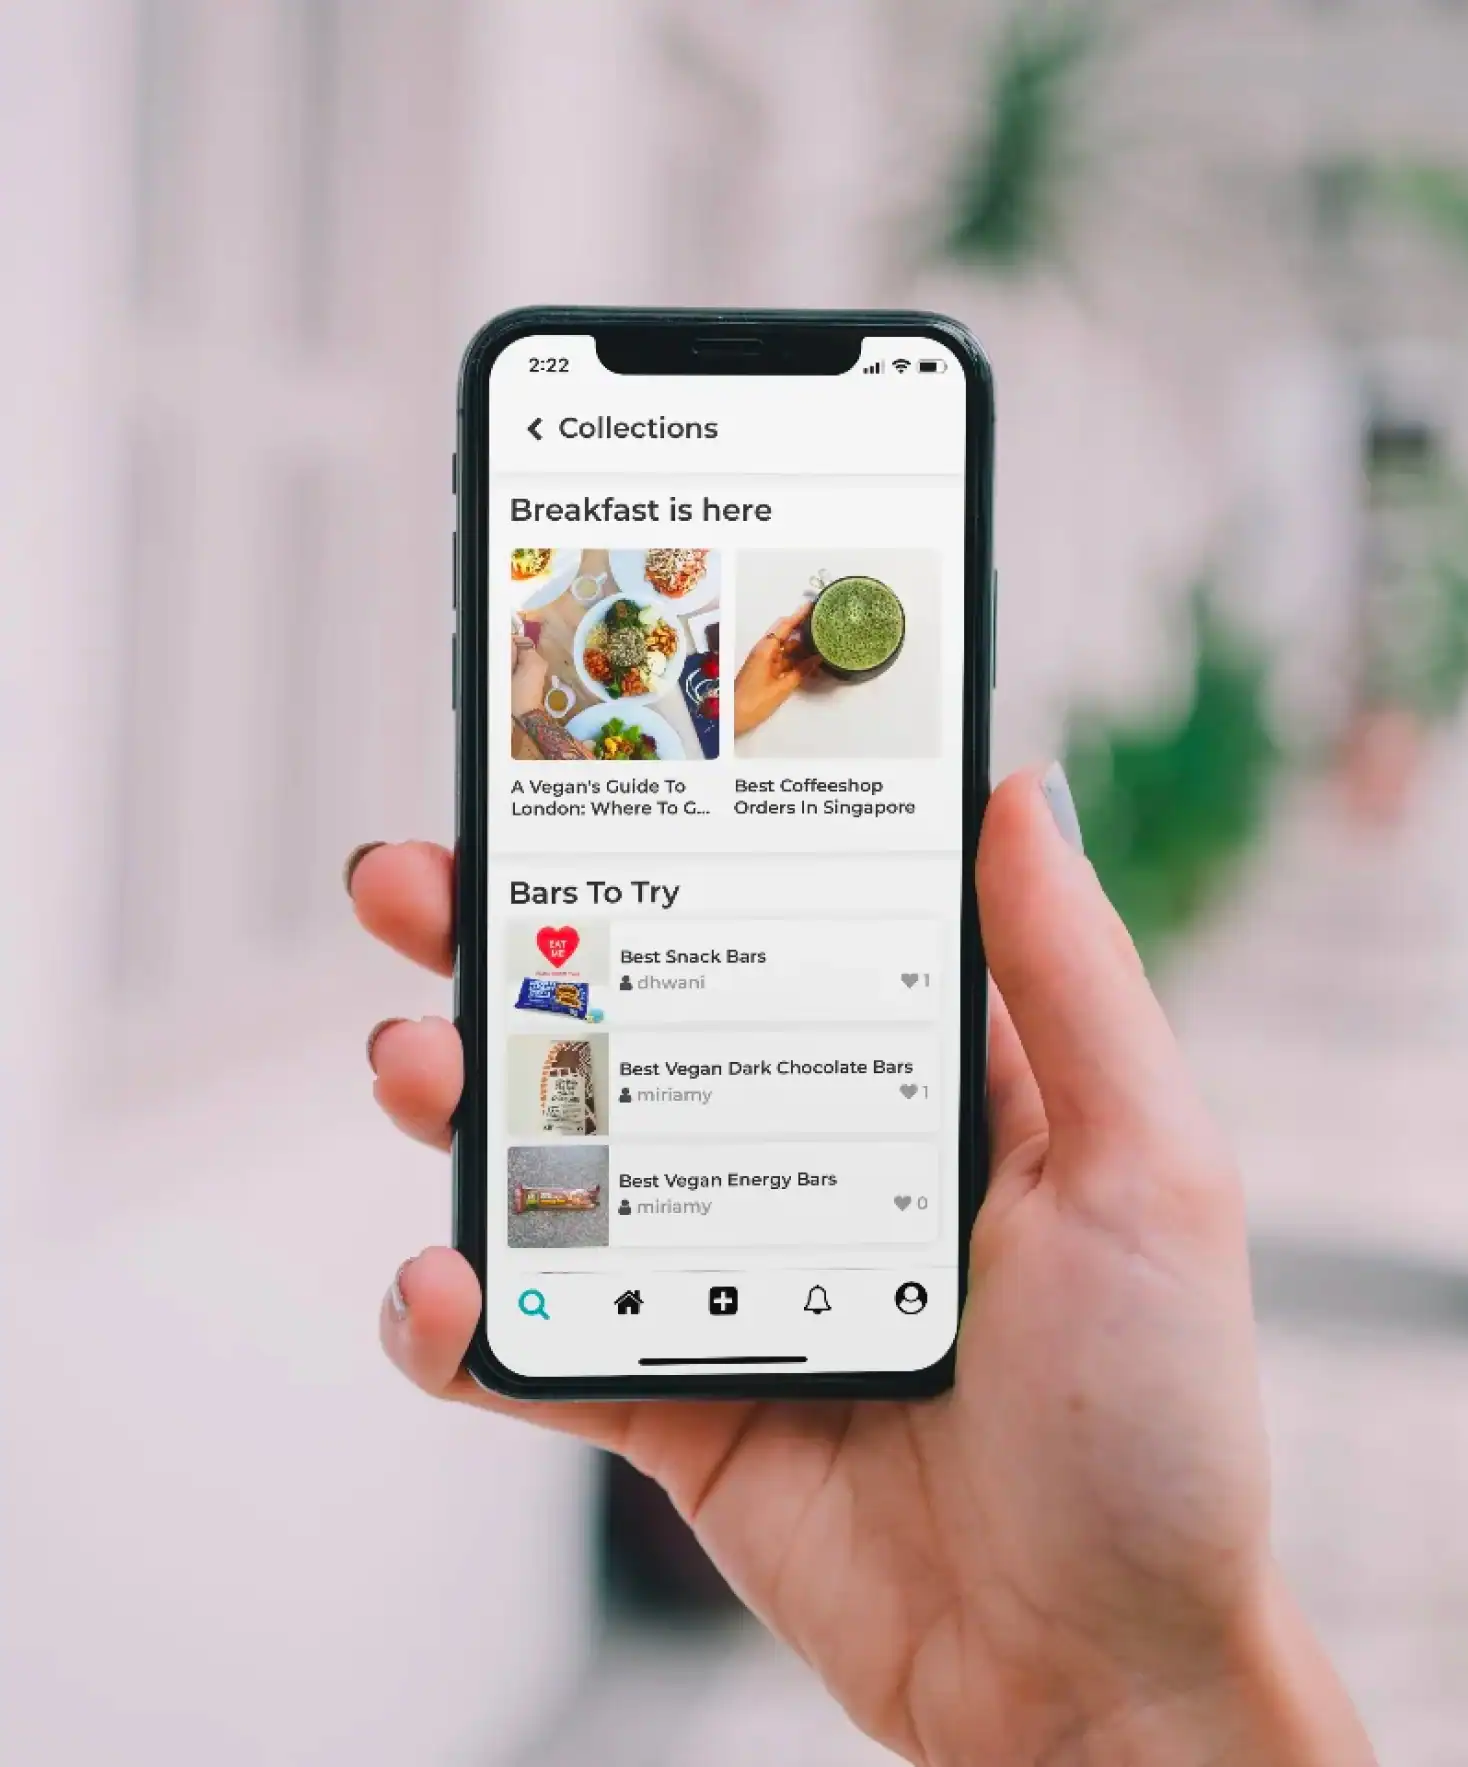 2:22
Collections
Breakfast is here
A Vegan's Guide To
London: Where To G...
Best Coffeeshop
Orders In Singapore
Bars To Try
EAT
ME
Best Snack Bars
dhwani
1
Best Vegan Dark Chocolate Bars
miriamy
1
Best Vegan Energy Bars
miriamy
0